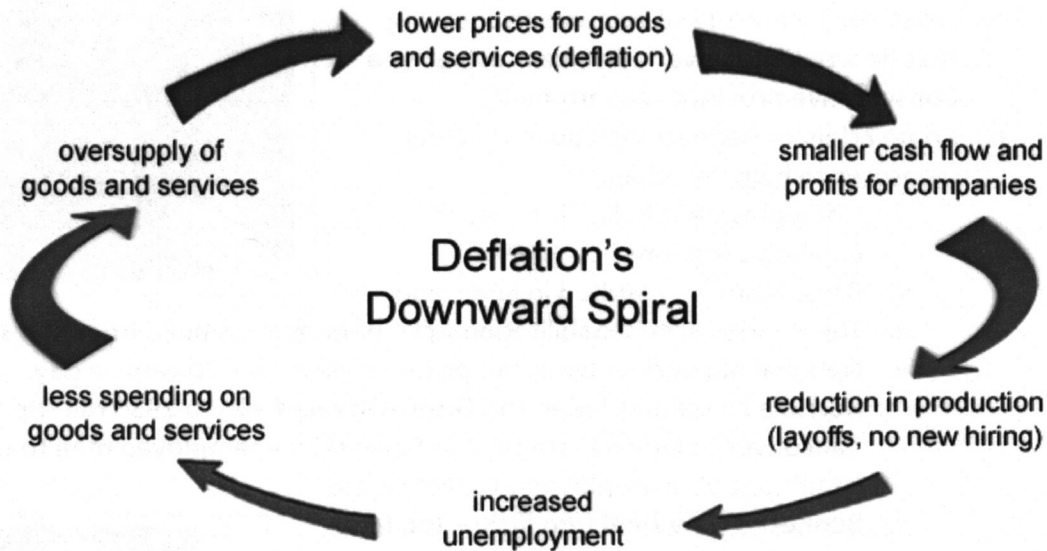 lower prices for goods
and services (deflation)
smaller cash flow and
profits for companies
reduction in production
(layoffs, no new hiring)
increased
unemployment
less spending on
goods and services
oversupply of
goods and services
Deflation's
Downward Spiral